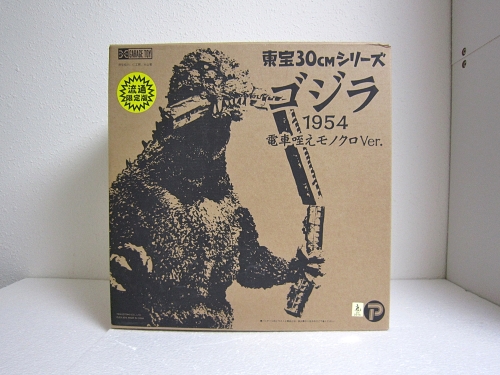 GARAGE TOY
東宝30cmシリーズ
流通
限定版
ゴジラ
1954
電車咥えモノクロVer.
P